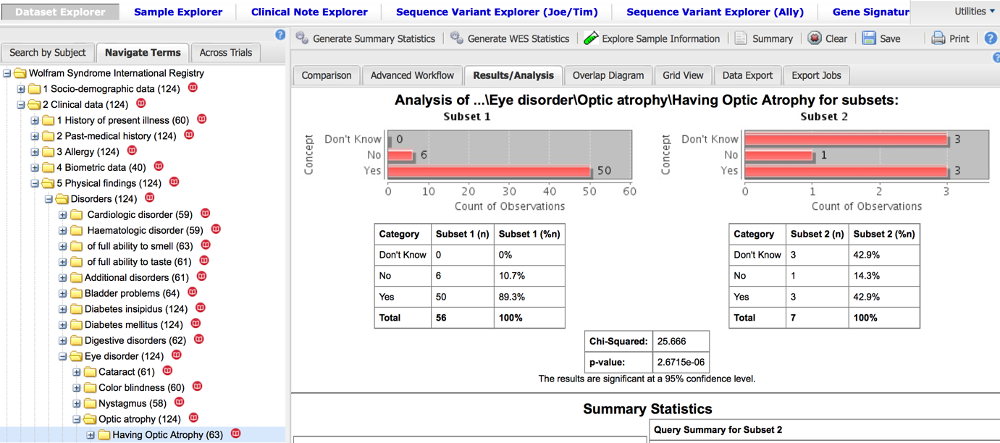 Dataset Explorer Sample Explorer Clinical Note Explorer Sequence Variant Explorer (Joe/Tim) Sequence Variant Explorer (Ally) Gene Signatur Utilities
Generate Summary Statistics Generate WES Statistics Explore Sample Information Summary Clear Save Print
Search by Subject Navigate Terms Across Trials
Wolfram Syndrome International Registry
1 Socio-demographic data (124)
2 Clinical data (124)
1 History of present illness (60)
2 Past-medical history (124)
3 Allergy (124)
4 Biometric data (40)
5 Physical findings (124)
Disorders (124)
Cardiologic disorder (59)
Haematologic disorder (59)
of full ability to smell (63)
of full ability to taste (61)
Additional disorders (61)
Bladder problems (64)
Diabetes insipidus (124)
Diabetes mellitus (124)
Digestive disorders (62)
Eye disorder (124)
Cataract (61)
Color blindness (60)
Nystagmus (58)
Optic atrophy (124)
Having Optic Atrophy (63)
Comparison Advanced Workflow Results/Analysis Overlap Diagram Grid View Data Export Export Jobs
Analysis of ...\Eye disorder\Optic atrophy\Having Optic Atrophy for subsets:
Subset 1
Concept
Don't Know 0
No 6
Yes 50
0 10 20 30 40 50 60
Count of Observations
Subset 2
Concept
Don't Know 3
No 1
Yes 3
0 1 2 3
Count of Observations
Category Subset 1 (n) Subset 1 (%n)
Don't Know 0 0%
No 6 10.7%
Yes 50 89.3%
Total 56 100%
Category Subset 2 (n) Subset 2 (%n)
Don't Know 3 42.9%
No 1 14.3%
Yes 3 42.9%
Total 7 100%
Chi-Squared: 25.666
p-value: 2.6715e-06
The results are significant at a 95% confidence level.
Summary Statistics
Query Summary for Subset 2